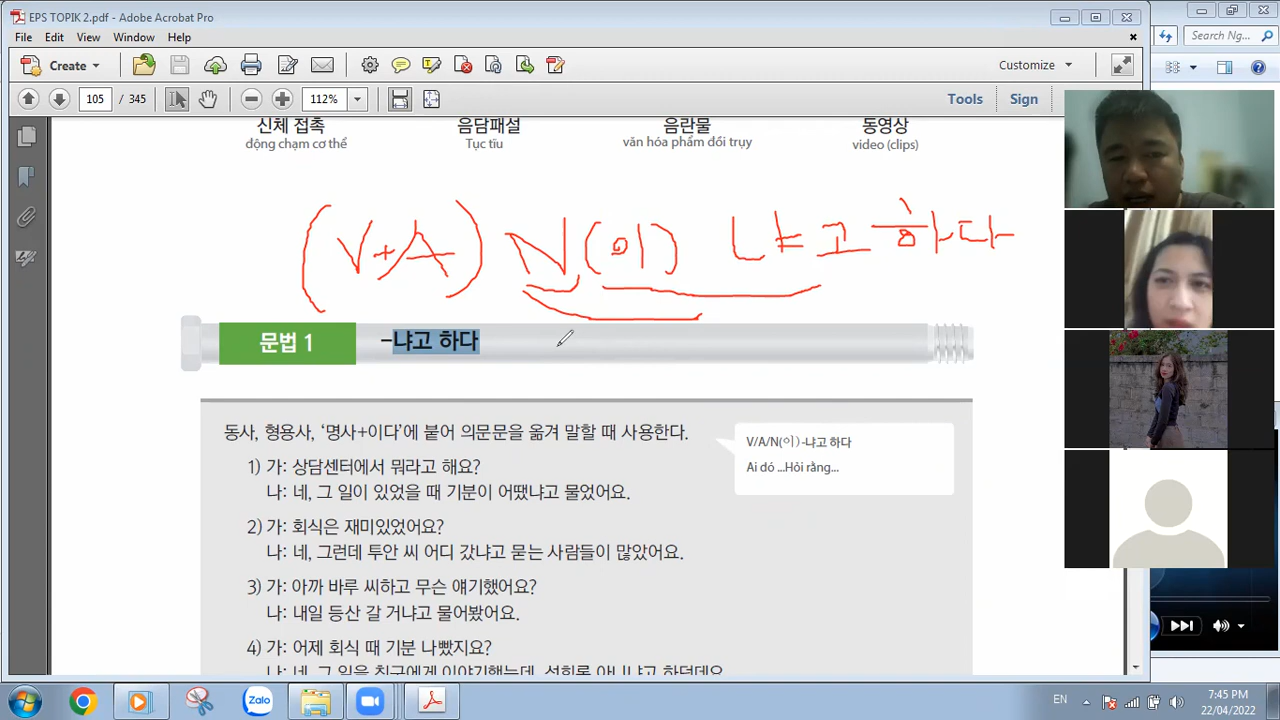 EPS TOPIK 2.pdf - Adobe Acrobat Pro
File Edit View Window Help
Create
Customize
105 / 345
112%
Tools
Sign
Search Ng...
신체 접촉 음담패설 음란물 동영상
động chạm cơ thể Tục tĩu văn hóa phẩm đồi trụy video (clips)
(V+A) N(이) 냐고 하다
문법 1 -냐고 하다
동사, 형용사, '명사+이다'에 붙어 의문문을 옮겨 말할 때 사용한다.
V/A/N(이)-냐고 하다
Ai dó ...Hỏi rằng...
1) 가: 상담센터에서 뭐라고 해요?
나: 네, 그 일이 있었을 때 기분이 어땠냐고 물었어요.
2) 가: 회식은 재미있었어요?
나: 네, 그런데 투안 씨 어디 갔냐고 묻는 사람들이 많았어요.
3) 가: 아까 바루 씨하고 무슨 얘기했어요?
나: 내일 등산 갈 거냐고 물어봤어요.
4) 가: 어제 회식 때 기분 나빴지요?
Zalo
EN
7:45 PM
22/04/2022